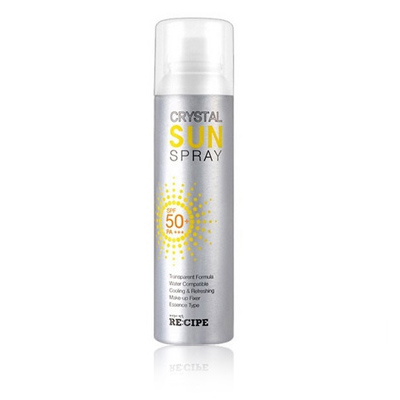 CRYSTAL
SUN
SPRAY
SPF
50+
PA +++
Transparent Formula
Water Compatible
Cooling & Refreshing
Make-up Fixer
Essence Type
RE:CIPE